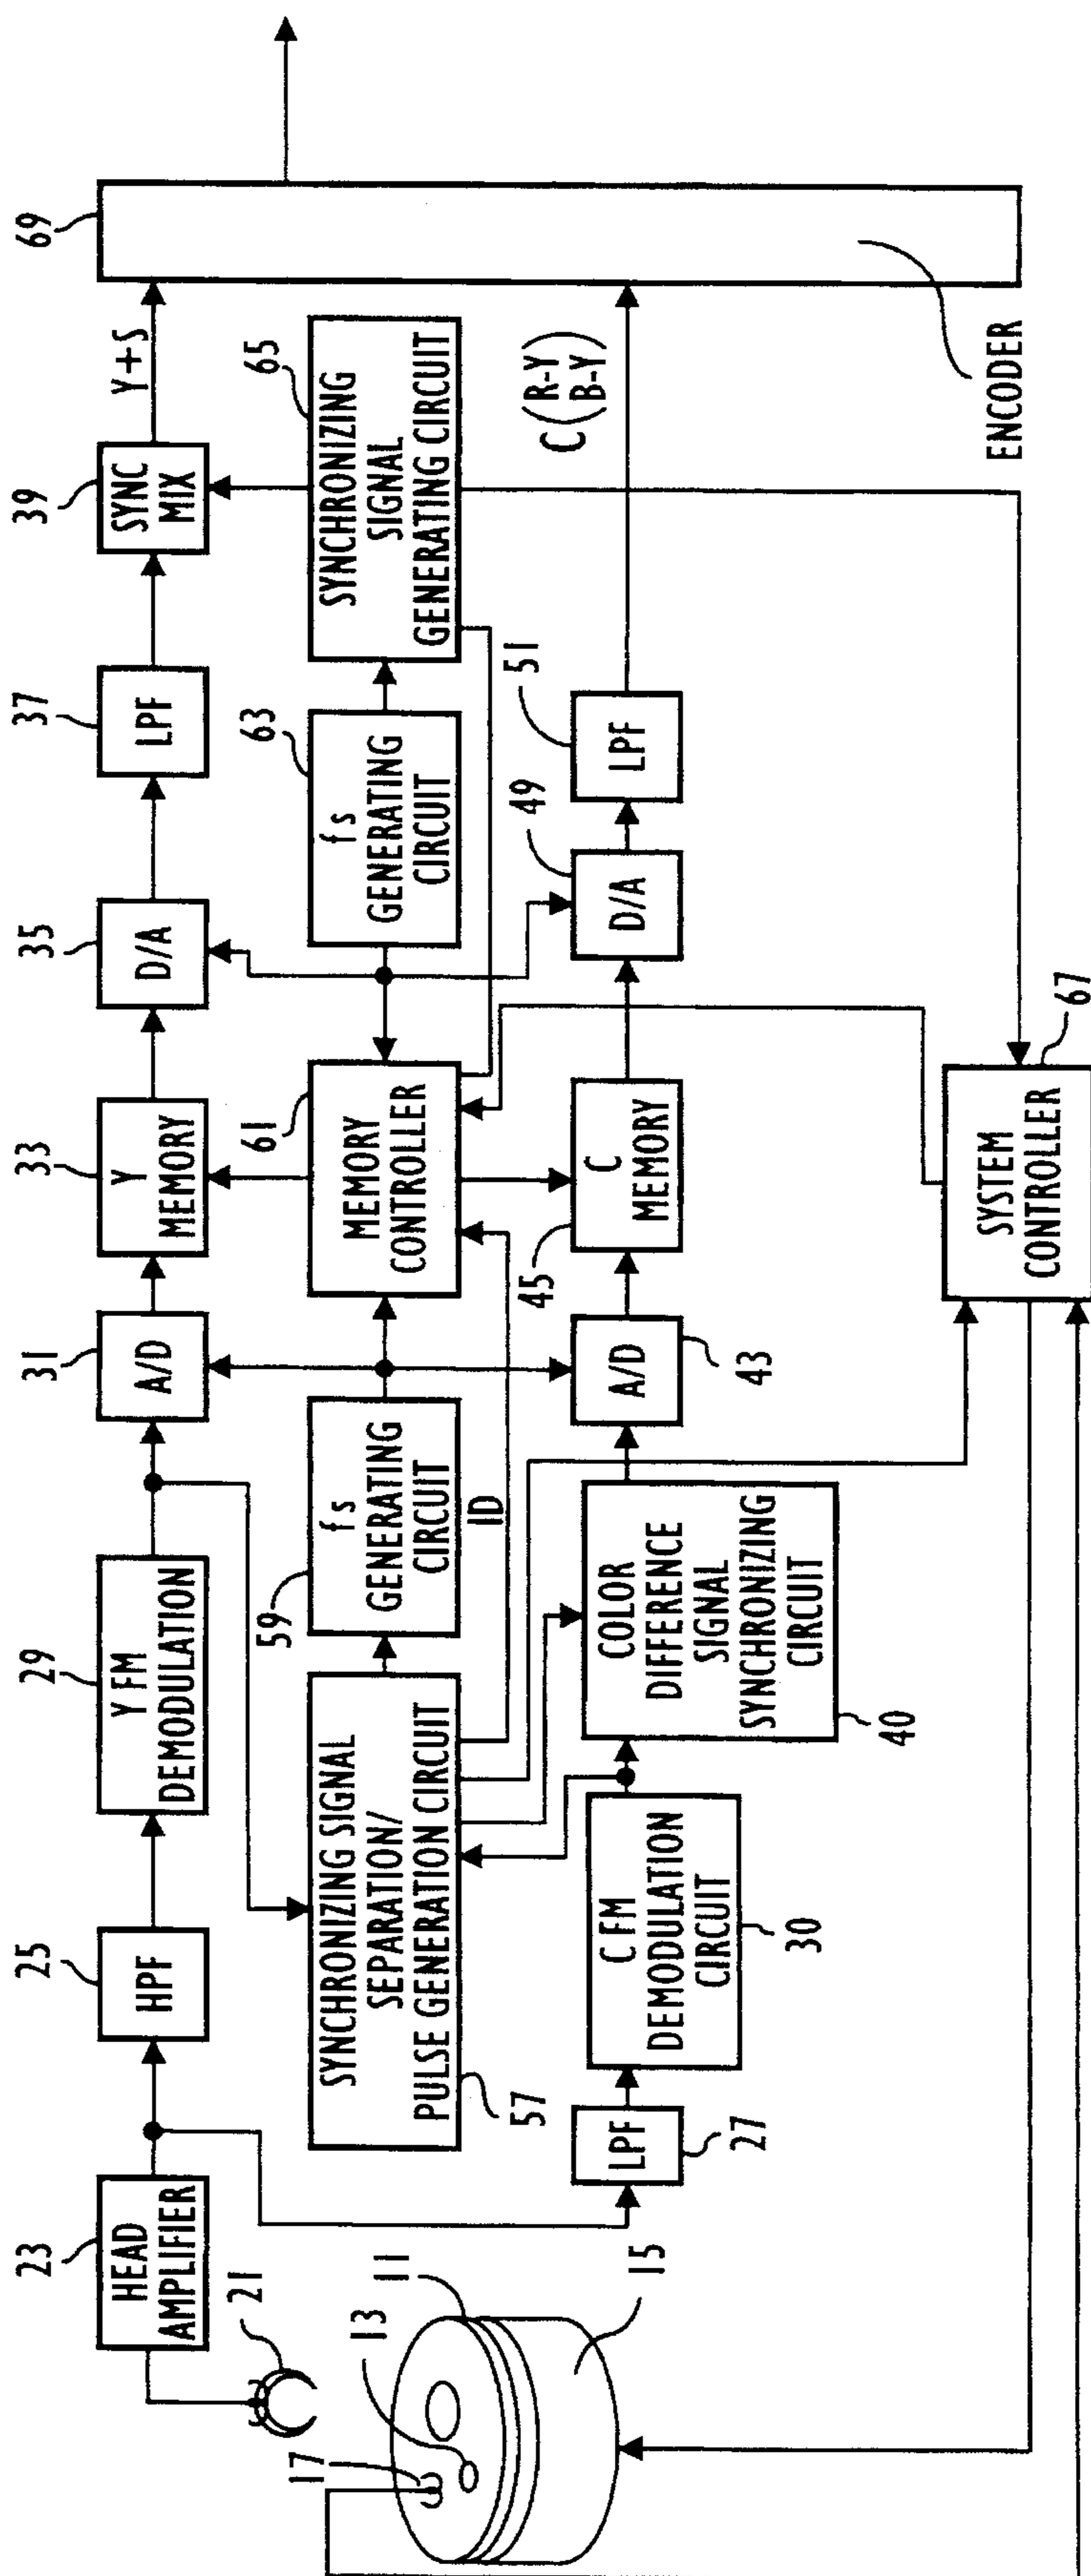 23
HEAD
AMPLIFIER
25
HPF
29
Y FM
DEMODULATION
31
A/D
33
Y
MEMORY
35
D/A
37
LPF
39
SYNC
MIX
Y+S
69
ENCODER
21
17
13
11
15
SYNCHRONIZING SIGNAL
SEPARATION/
PULSE GENERATION CIRCUIT
57
59
fs
GENERATING
CIRCUIT
ID
61
MEMORY
CONTROLLER
63
fs
GENERATING
CIRCUIT
65
SYNCHRONIZING
SIGNAL
GENERATING CIRCUIT
LPF
27
C FM
DEMODULATION
CIRCUIT
30
COLOR
DIFFERENCE
SIGNAL
SYNCHRONIZING
CIRCUIT
40
A/D
43
45
C
MEMORY
49
D/A
51
LPF
C (R-Y
B-Y)
SYSTEM
CONTROLLER
67